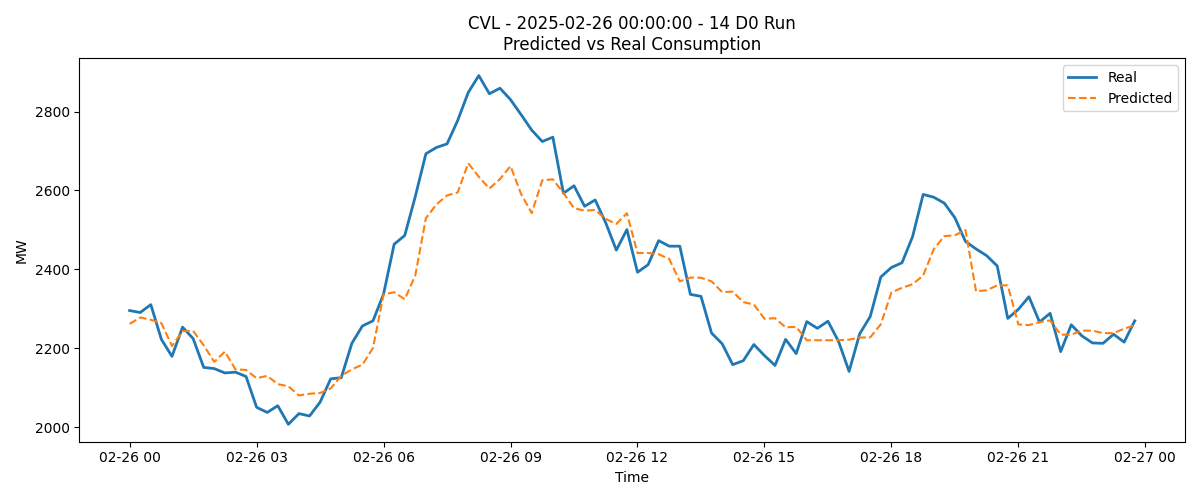 CVL - 2025-02-26 00:00:00 - 14 D0 Run
Predicted vs Real Consumption
Real
Predicted
MW
2800
2600
2400
2200
2000
02-26 00
02-26 03
02-26 06
02-26 09
02-26 12
02-26 15
02-26 18
02-26 21
02-27 00
Time